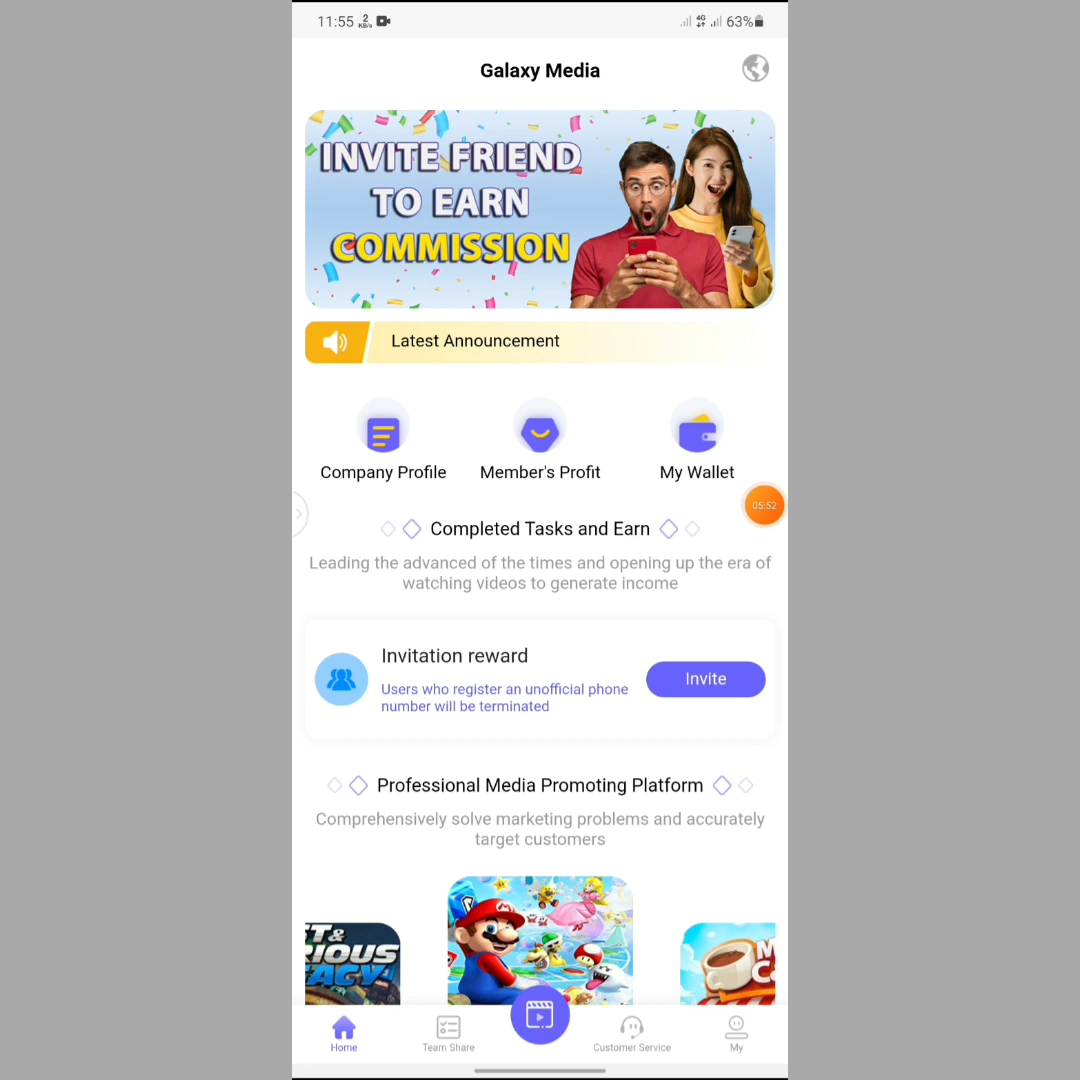 11:55 2 KB/s 4G 63%
Galaxy Media
INVITE FRIEND
TO EARN
COMMISSION
Latest Announcement
Company Profile Member's Profit My Wallet
05:52
Completed Tasks and Earn
Leading the advanced of the times and opening up the era of
watching videos to generate income
Invitation reward
Users who register an unofficial phone
number will be terminated
Invite
Professional Media Promoting Platform
Comprehensively solve marketing problems and accurately
target customers
Home Team Share Customer Service My